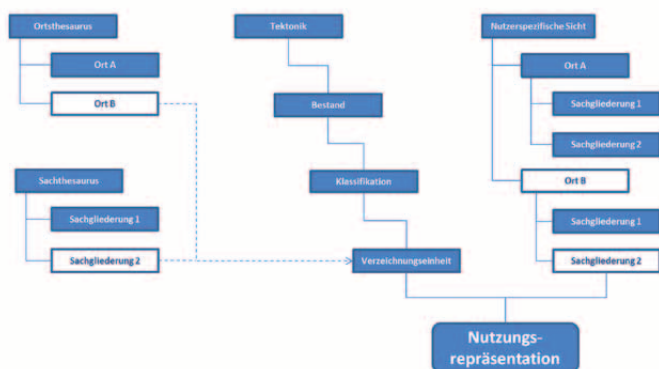 Ortsthesaurus
Ort A
Ort B
Sachthesaurus
Sachgliederung 1
Sachgliederung 2
Tektonik
Bestand
Klassifikation
Verzeichnungseinheit
Nutzerspezifische Sicht
Ort A
Sachgliederung 1
Sachgliederung 2
Ort B
Sachgliederung 1
Sachgliederung 2
Nutzungs-
repräsentation